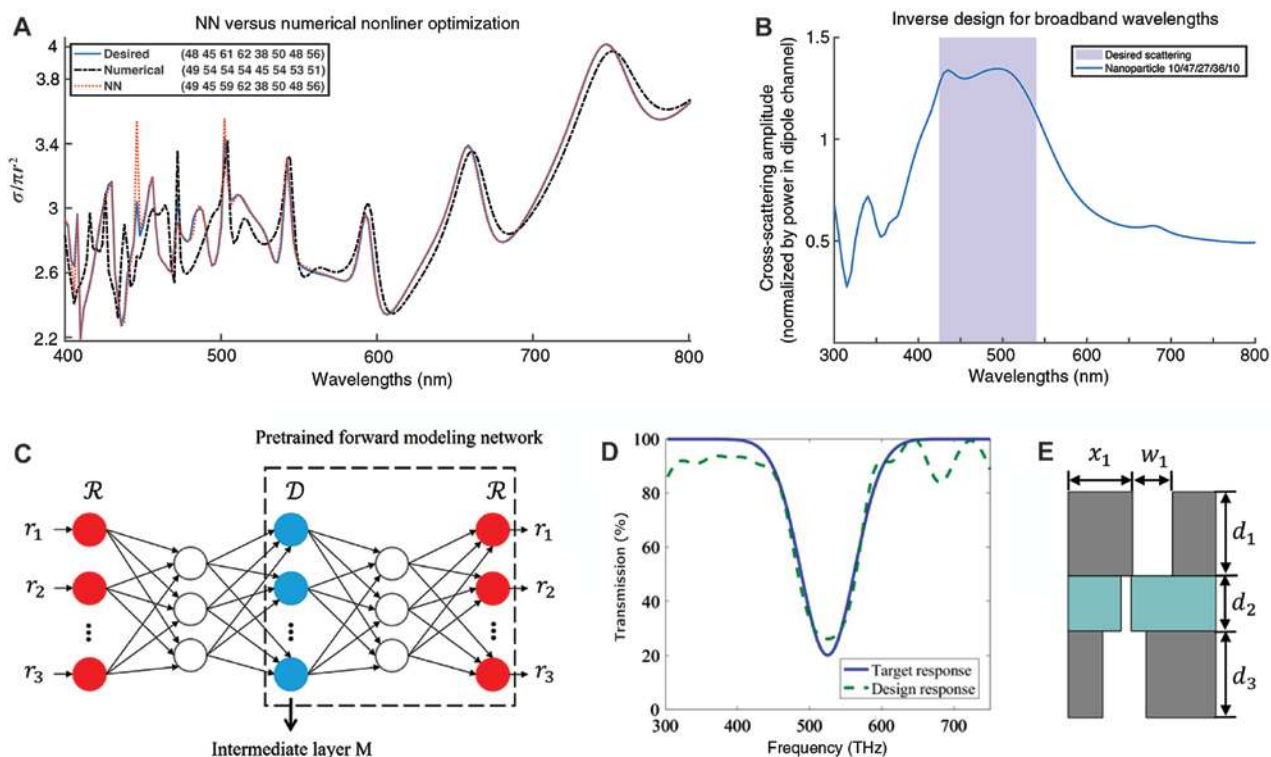 A
NN versus numerical nonliner optimization
Desired (48 45 61 62 38 50 48 56)
Numerical (49 54 54 54 45 54 53 51)
NN (49 45 59 62 38 50 48 56)
4
3.8
3.4
3
2.6
2.2
σ/πr²
400 500 600 700 800
Wavelengths (nm)
B
Inverse design for broadband wavelengths
Desired scattering
Nanoparticle 10/47/27/36/10
1.5
1
0.5
Cross-scattering amplitude
(normalized by power in dipole channel)
300 400 500 600 700 800
Wavelengths (nm)
C
Pretrained forward modeling network
ℛ 𝒟 ℛ
r₁ r₁
r₂ r₂
r₃ r₃
Intermediate layer M
D
100
80
60
40
20
0
Transmission (%)
Target response
Design response
300 400 500 600 700
Frequency (THz)
E
x₁ w₁
d₁
d₂
d₃